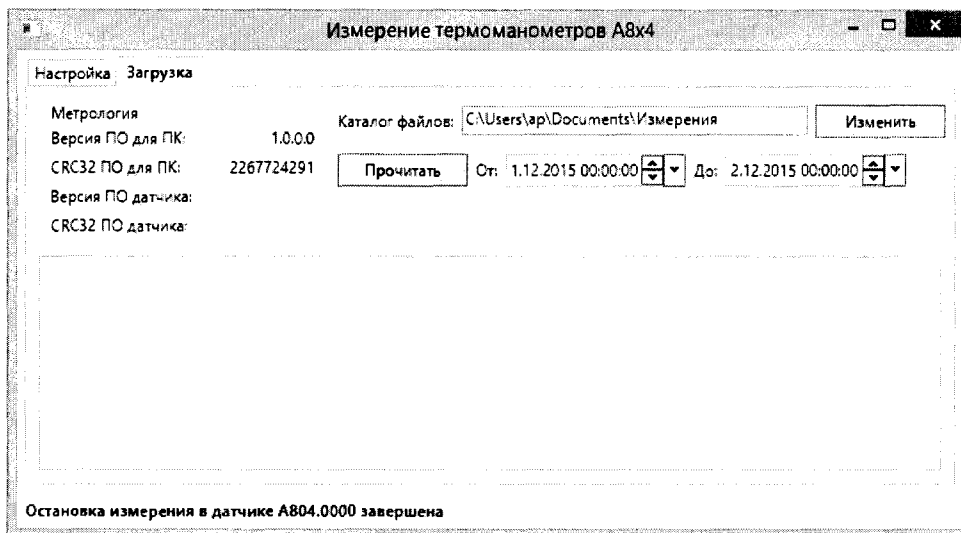 Измерение термоманометров А8х4
Настройка Загрузка
Метрология
Версия ПО для ПК: 1.0.0.0
CRC32 ПО для ПК: 2267724291
Версия ПО датчика:
CRC32 ПО датчика:
Каталог файлов: C:\Users\ap\Documents\Измерения Изменить
Прочитать От: 1.12.2015 00:00:00 До: 2.12.2015 00:00:00
Остановка измерения в датчике А804.0000 завершена